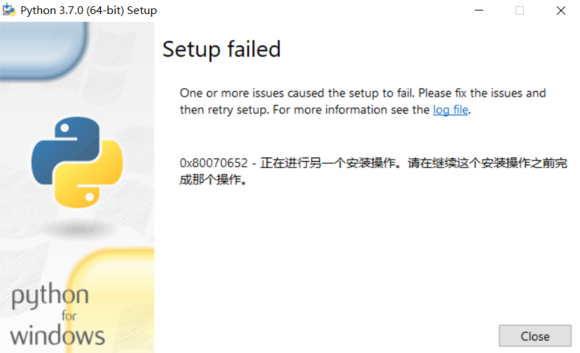 Python 3.7.0 (64-bit) Setup
Setup failed
One or more issues caused the setup to fail. Please fix the issues and
then retry setup. For more information see the log file.
0x80070652 - 正在进行另一个安装操作。请在继续这个安装操作之前完
成那个操作。
python
for
windows
Close